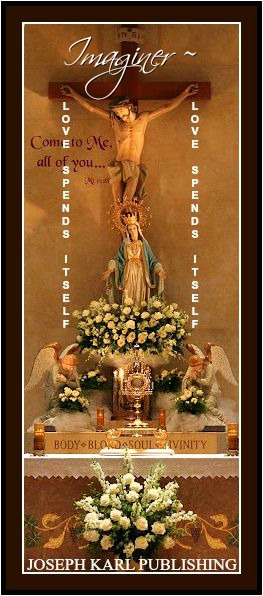 INRI
Imaginer ~
LOVE SPENDS ITSELF
LOVE SPENDS ITSELF
Come to Me,
all of you...
BODY BLOOD SOUL DIVINITY
JOSEPH KARL PUBLISHING